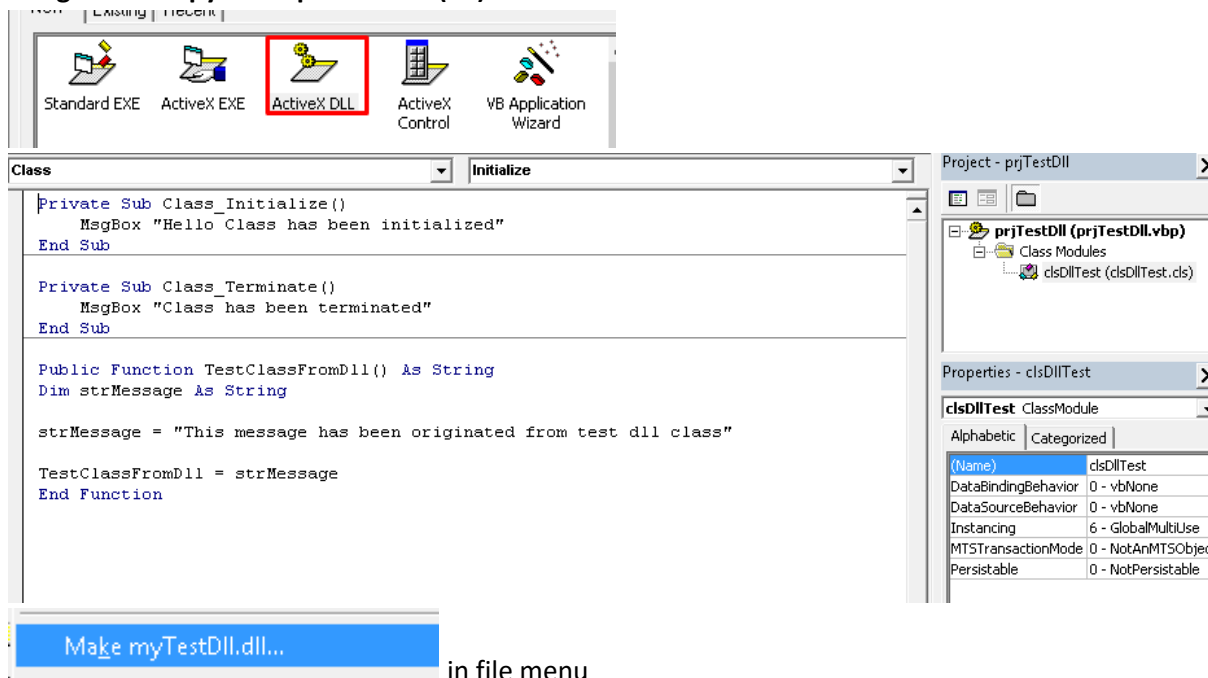 Existing
Recent
Standard EXE
ActiveX EXE
ActiveX DLL
ActiveX Control
VB Application Wizard
Class
Initialize
Private Sub Class_Initialize()
MsgBox "Hello Class has been initialized"
End Sub
Private Sub Class_Terminate()
MsgBox "Class has been terminated"
End Sub
Public Function TestClassFromDll() As String
Dim strMessage As String
strMessage = "This message has been originated from test dll class"
TestClassFromDll = strMessage
End Function
Project - prjTestDll
prjTestDll (prjTestDll.vbp)
Class Modules
clsDllTest (clsDllTest.cls)
Properties - clsDllTest
clsDllTest ClassModule
Alphabetic Categorized
(Name) clsDllTest
DataBindingBehavior 0 - vbNone
DataSourceBehavior 0 - vbNone
Instancing 6 - GlobalMultiUse
MTSTransactionMode 0 - NotAnMTSObjec
Persistable 0 - NotPersistable
Make myTestDll.dll...
in file menu